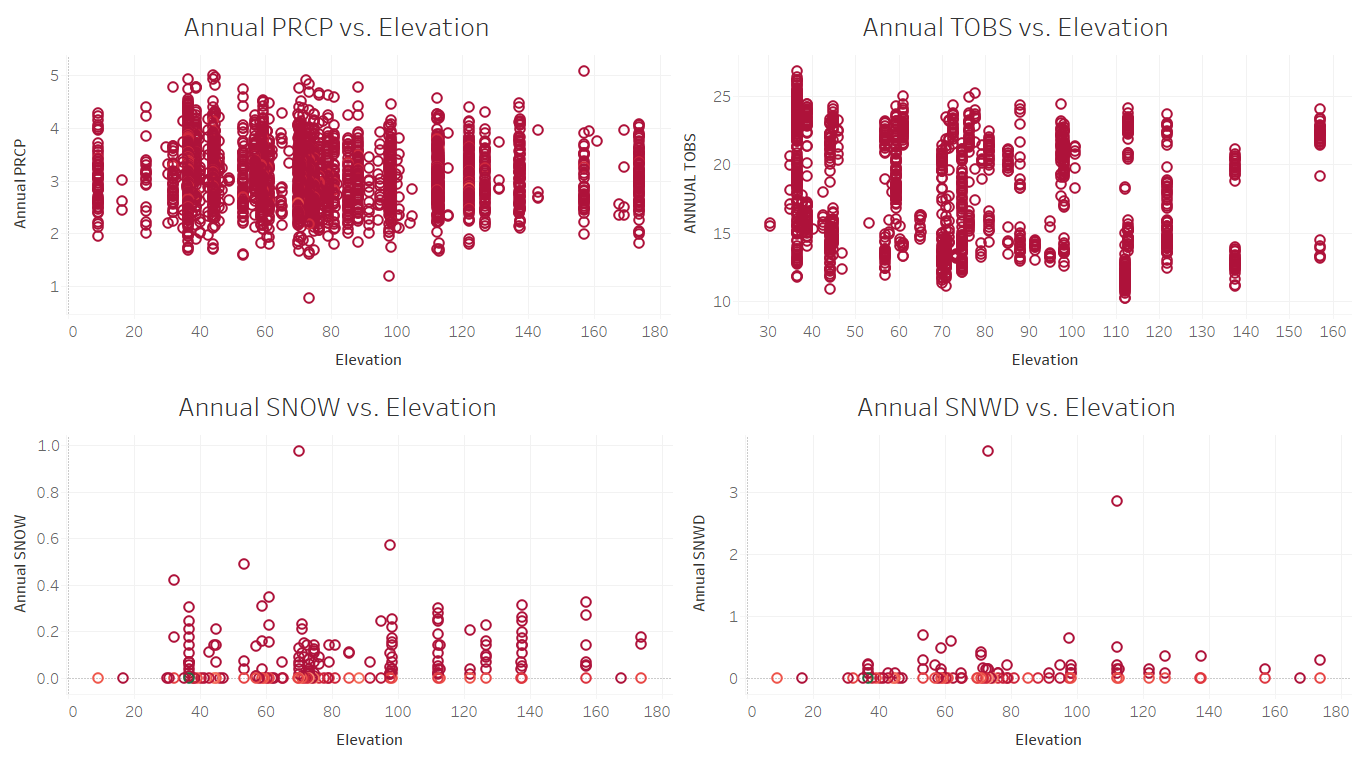 Annual PRCP vs. Elevation
Annual PRCP
5
4
3
2
1
0 20 40 60 80 100 120 140 160 180
Elevation
Annual TOBS vs. Elevation
ANNUAL TOBS
25
20
15
10
30 40 50 60 70 80 90 100 110 120 130 140 150 160
Elevation
Annual SNOW vs. Elevation
Annual SNOW
1.0
0.8
0.6
0.4
0.2
0.0
0 20 40 60 80 100 120 140 160 180
Elevation
Annual SNWD vs. Elevation
Annual SNWD
3
2
1
0
0 20 40 60 80 100 120 140 160 180
Elevation